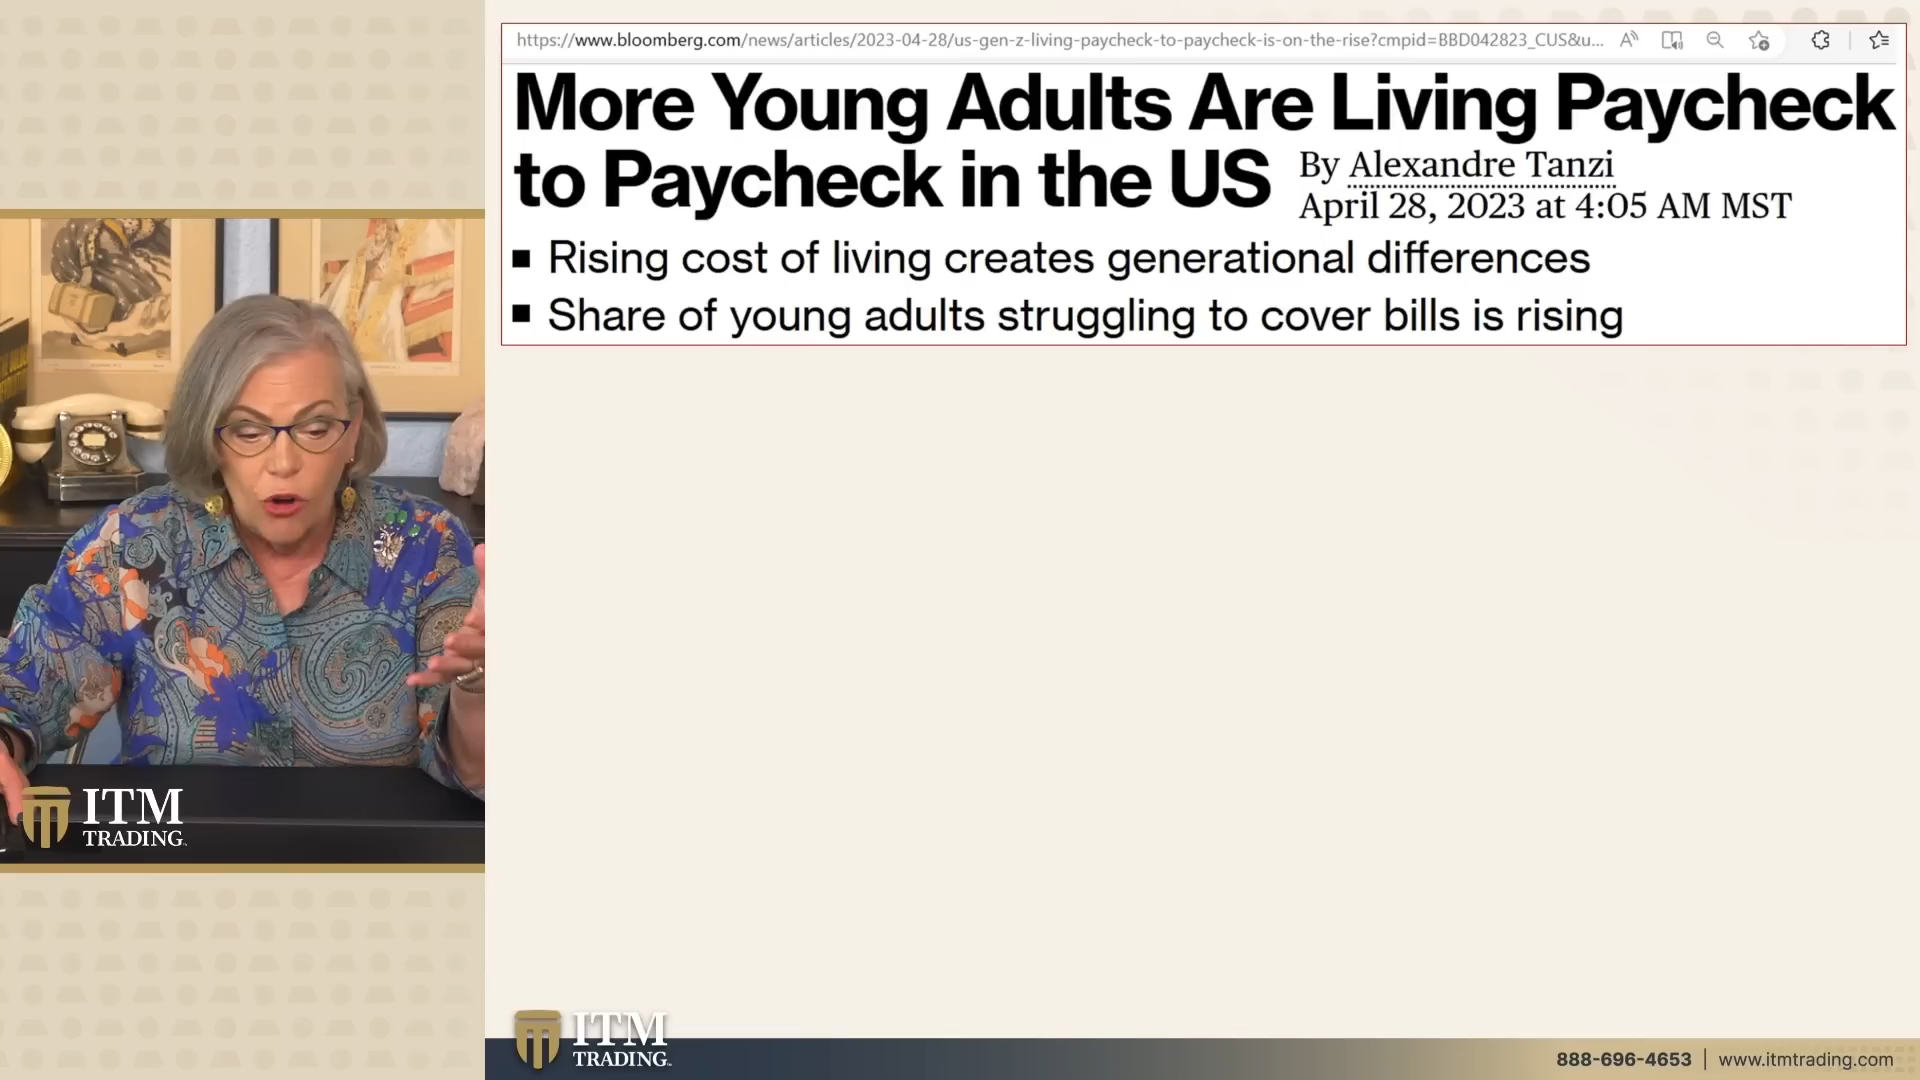 https://www.bloomberg.com/news/articles/2023-04-28/us-gen-z-living-paycheck-to-paycheck-is-on-the-rise?cmpid=BBD042823_CUS&u...
More Young Adults Are Living Paycheck
to Paycheck in the US
By Alexandre Tanzi
April 28, 2023 at 4:05 AM MST
▪ Rising cost of living creates generational differences
▪ Share of young adults struggling to cover bills is rising
ITM
TRADING
ITM
TRADING
888-696-4653 | www.itmtrading.com